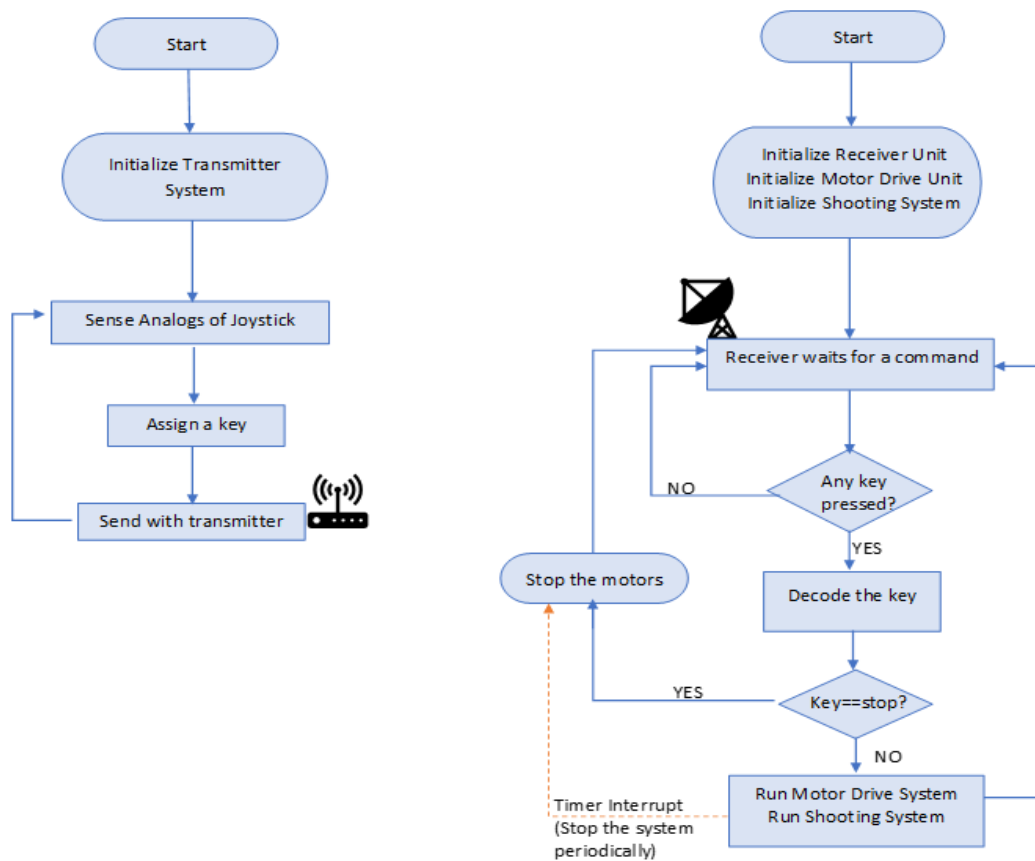 Start
Initialize Transmitter
System
Sense Analogs of Joystick
Assign a key
Send with transmitter
Start
Initialize Receiver Unit
Initialize Motor Drive Unit
Initialize Shooting System
Receiver waits for a command
Any key
pressed?
NO
YES
Stop the motors
Decode the key
YES
Key==stop?
NO
Run Motor Drive System
Run Shooting System
Timer Interrupt
(Stop the system
periodically)